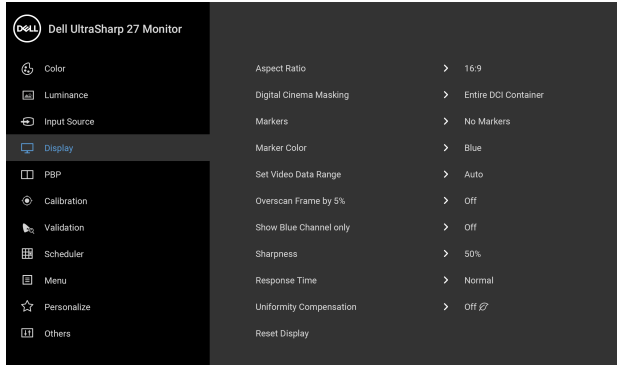 DELL Dell UltraSharp 27 Monitor
Color
Luminance
Input Source
Display
PBP
Calibration
Validation
Scheduler
Menu
Personalize
Others
Aspect Ratio > 16:9
Digital Cinema Masking > Entire DCI Container
Markers > No Markers
Marker Color > Blue
Set Video Data Range > Auto
Overscan Frame by 5% > Off
Show Blue Channel only > Off
Sharpness > 50%
Response Time > Normal
Uniformity Compensation > Off
Reset Display